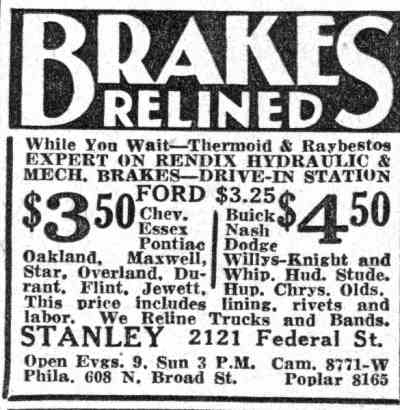 BRAKES
RELINED
While You Wait—Thermoid & Raybestos
EXPERT ON RENDIX HYDRAULIC &
MECH. BRAKES—DRIVE-IN STATION
FORD $3.25
$3.50 Chev. Essex Pontiac
Oakland, Maxwell,
Star, Overland, Du-
rant, Flint, Jewett,
Buick Nash Dodge $4.50
Willys-Knight and
Whip. Hud. Stude.
Hup. Chrys. Olds.
This price includes lining, rivets and
labor. We Reline Trucks and Bands.
STANLEY 2121 Federal St.
Open Evgs. 9, Sun 3 P.M. Cam. 8771-W
Phila. 608 N. Broad St. Poplar 8165